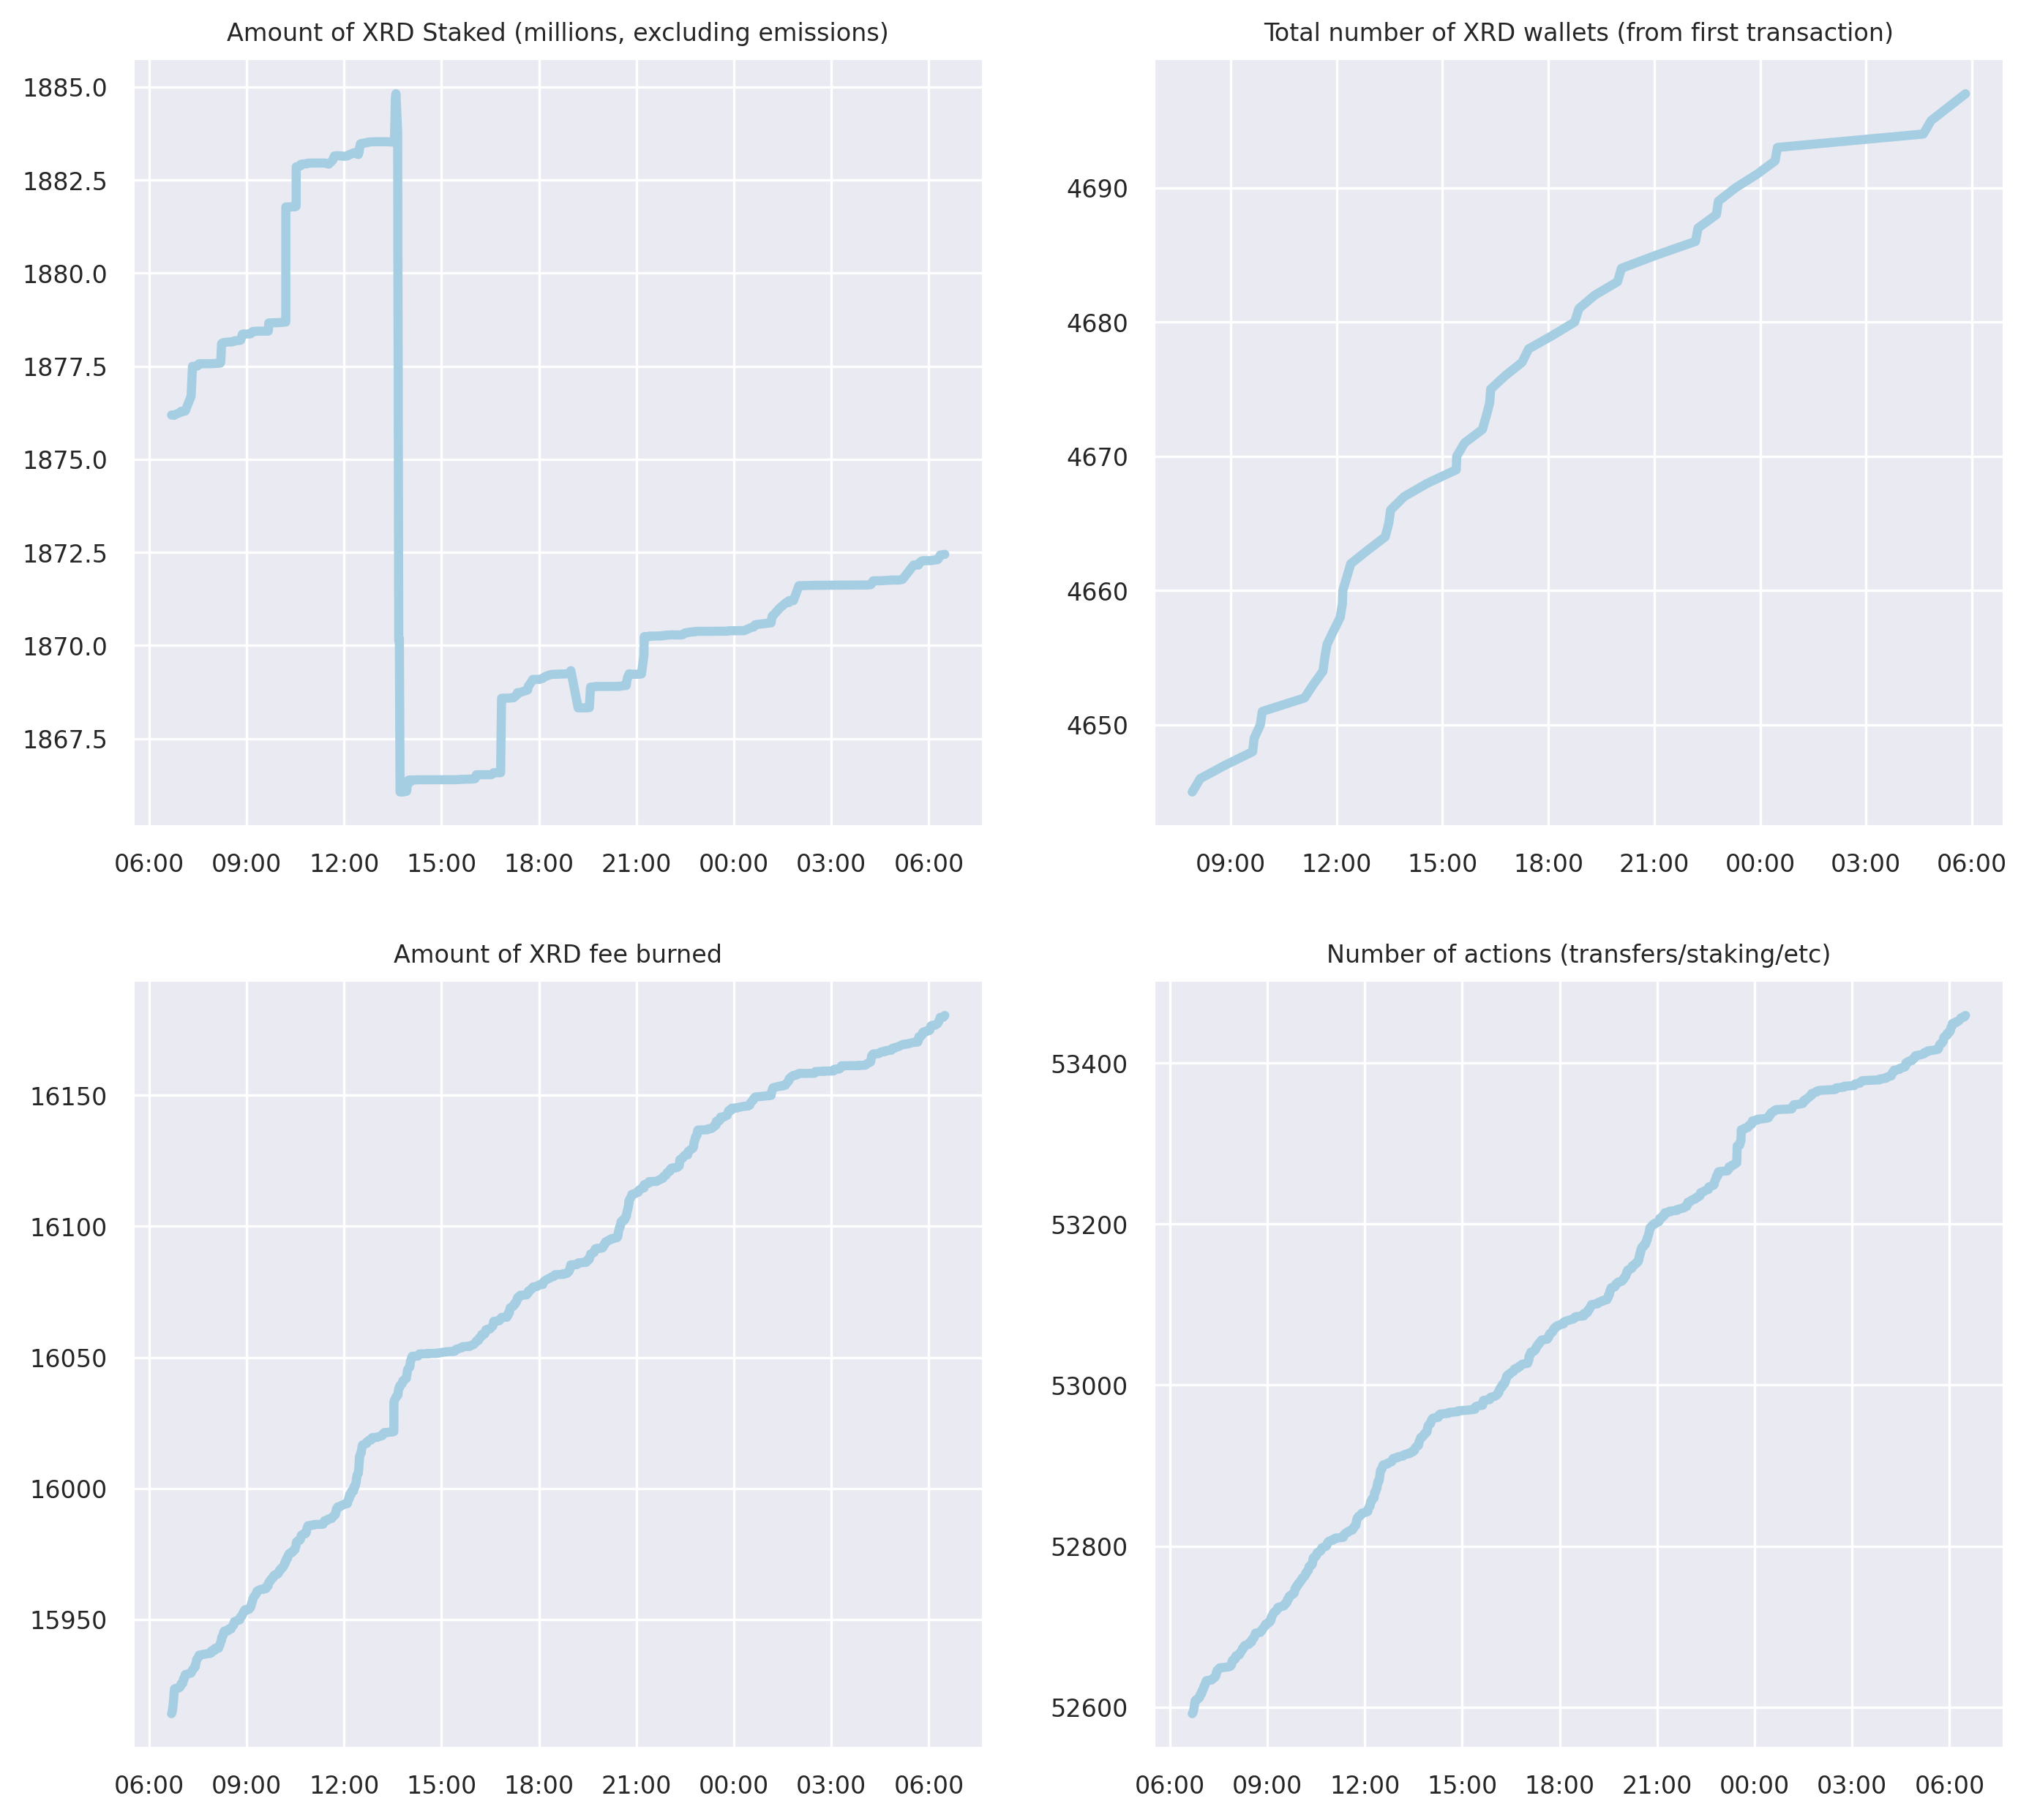 Amount of XRD Staked (millions, excluding emissions)
1885.0
1882.5
1880.0
1877.5
1875.0
1872.5
1870.0
1867.5
06:00 09:00 12:00 15:00 18:00 21:00 00:00 03:00 06:00
Total number of XRD wallets (from first transaction)
4690
4680
4670
4660
4650
09:00 12:00 15:00 18:00 21:00 00:00 03:00 06:00
Amount of XRD fee burned
16150
16100
16050
16000
15950
06:00 09:00 12:00 15:00 18:00 21:00 00:00 03:00 06:00
Number of actions (transfers/staking/etc)
53400
53200
53000
52800
52600
06:00 09:00 12:00 15:00 18:00 21:00 00:00 03:00 06:00